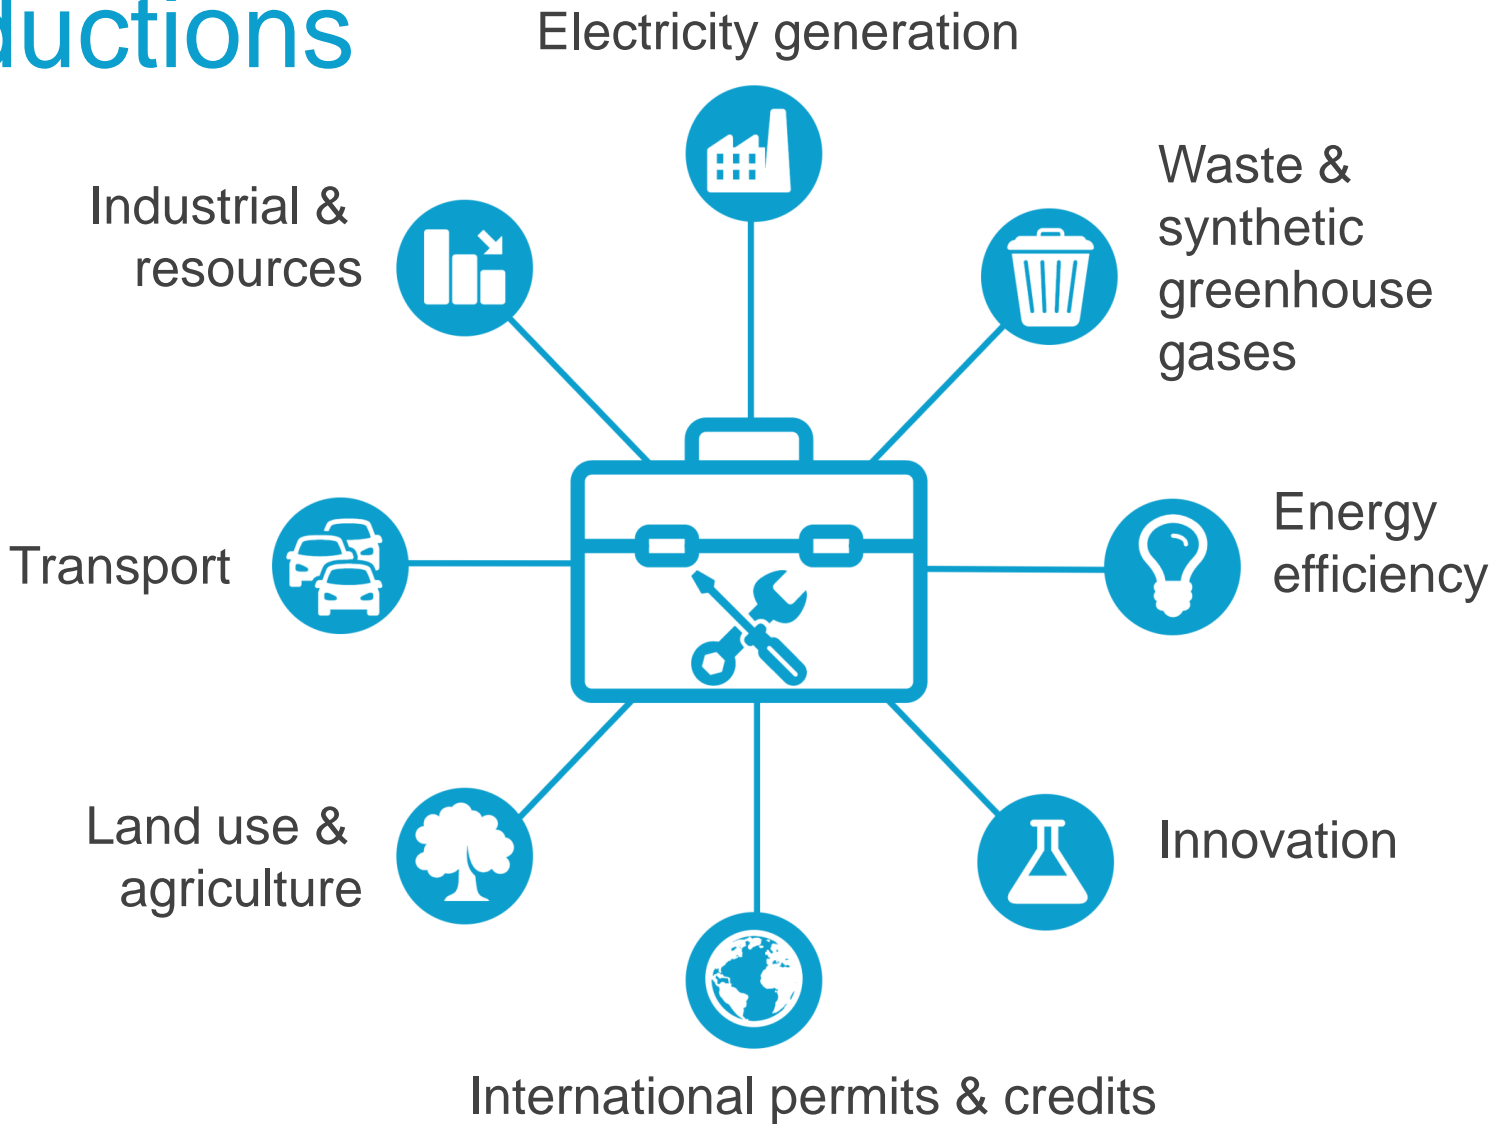 ductions
Electricity generation
Industrial &
resources
Waste &
synthetic
greenhouse
gases
Transport
Energy
efficiency
Land use &
agriculture
Innovation
International permits & credits